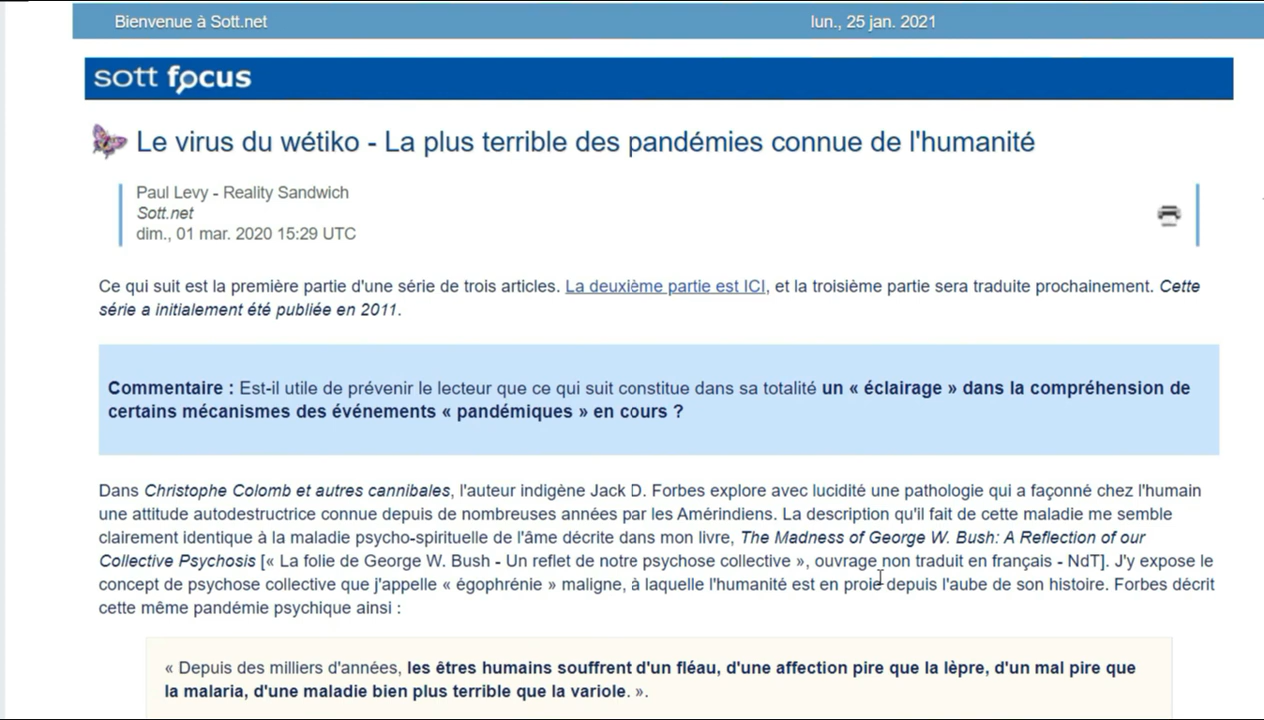 Bienvenue à Sott.net
lun., 25 jan. 2021
sott focus
Le virus du wétiko - La plus terrible des pandémies connue de l'humanité
Paul Levy - Reality Sandwich
Sott.net
dim., 01 mar. 2020 15:29 UTC
Ce qui suit est la première partie d'une série de trois articles. La deuxième partie est ICI, et la troisième partie sera traduite prochainement. Cette
série a initialement été publiée en 2011.
Commentaire : Est-il utile de prévenir le lecteur que ce qui suit constitue dans sa totalité un « éclairage » dans la compréhension de
certains mécanismes des événements « pandémiques » en cours ?
Dans Christophe Colomb et autres cannibales, l'auteur indigène Jack D. Forbes explore avec lucidité une pathologie qui a façonné chez l'humain
une attitude autodestructrice connue depuis de nombreuses années par les Amérindiens. La description qu'il fait de cette maladie me semble
clairement identique à la maladie psycho-spirituelle de l'âme décrite dans mon livre, The Madness of George W. Bush: A Reflection of our
Collective Psychosis [« La folie de George W. Bush - Un reflet de notre psychose collective », ouvrage non traduit en français - NdT]. J'y expose le
concept de psychose collective que j'appelle « égophrénie » maligne, à laquelle l'humanité est en proie depuis l'aube de son histoire. Forbes décrit
cette même pandémie psychique ainsi :
« Depuis des milliers d'années, les êtres humains souffrent d'un fléau, d'une affection pire que la lèpre, d'un mal pire que
la malaria, d'une maladie bien plus terrible que la variole. ».